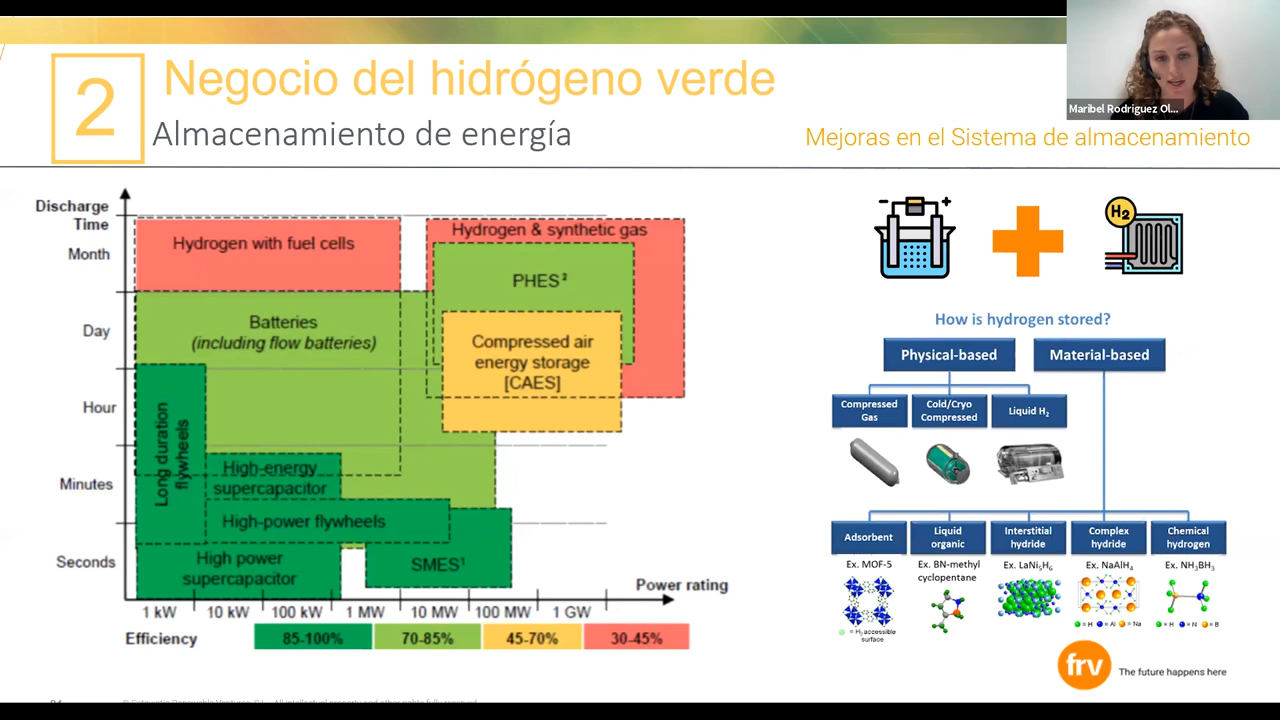 2
Negocio del hidrógeno verde
Almacenamiento de energía
Mejoras en el Sistema de almacenamiento
Maribel Rodriguez Ol...
Discharge
Time
Month
Day
Hour
Minutes
Seconds
Hydrogen with fuel cells
Hydrogen & synthetic gas
PHES²
Batteries
(including flow batteries)
Compressed air
energy storage
[CAES]
Long duration
flywheels
High-energy
supercapacitor
High-power flywheels
High power
supercapacitor
SMES¹
Power rating
1 kW 10 kW 100 kW 1 MW 10 MW 100 MW 1 GW
Efficiency 85-100% 70-85% 45-70% 30-45%
H2
How is hydrogen stored?
Physical-based
Material-based
Compressed
Gas
Cold/Cryo
Compressed
Liquid H₂
Adsorbent
Liquid
organic
Interstitial
hydride
Complex
hydride
Chemical
hydrogen
Ex. MOF-5
Ex. BN-methyl
cyclopentane
Ex. LaNi₅H₆
Ex. NaAlH₄
Ex. NH₃BH₃
= H₂ accessible
surface
= H = Al = Na
= H = N = B
frv
The future happens here